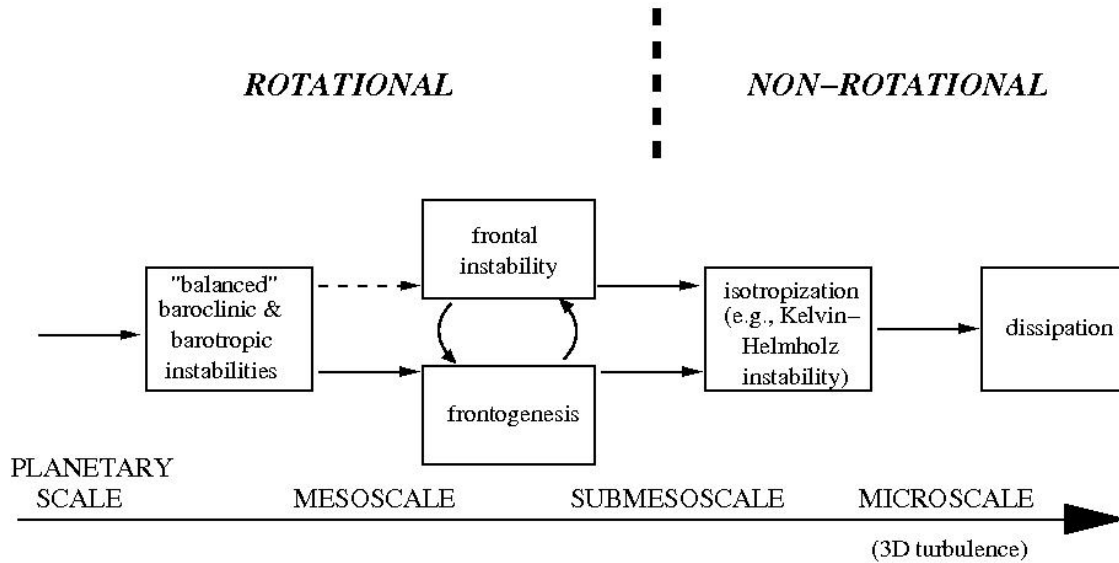 ROTATIONAL
NON−ROTATIONAL
"balanced"
baroclinic &
barotropic
instabilities
frontal
instability
frontogenesis
isotropization
(e.g., Kelvin−
Helmholz
instability)
dissipation
PLANETARY
SCALE
MESOSCALE
SUBMESOSCALE
MICROSCALE
(3D turbulence)